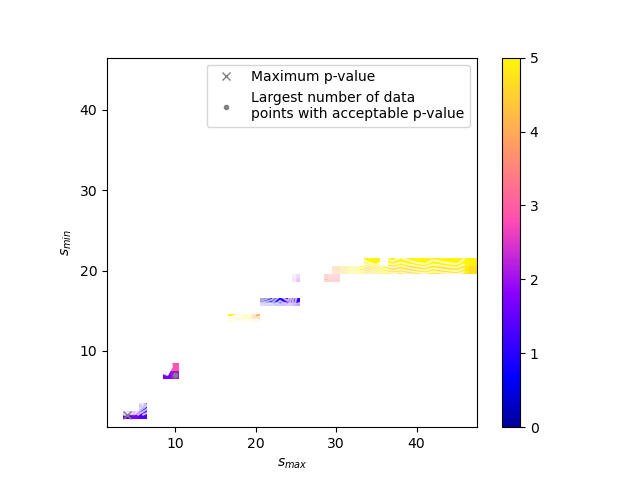 Maximum p-value
Largest number of data
points with acceptable p-value
40
30
20
10
s_min
10
20
30
40
s_max
5
4
3
2
1
0